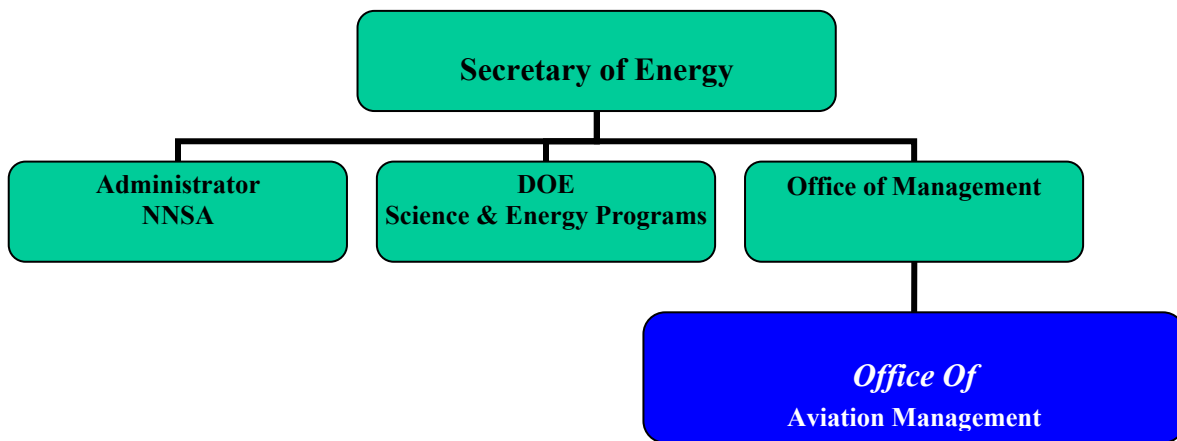 Secretary of Energy
Administrator
NNSA
DOE
Science & Energy Programs
Office of Management
Office Of
Aviation Management